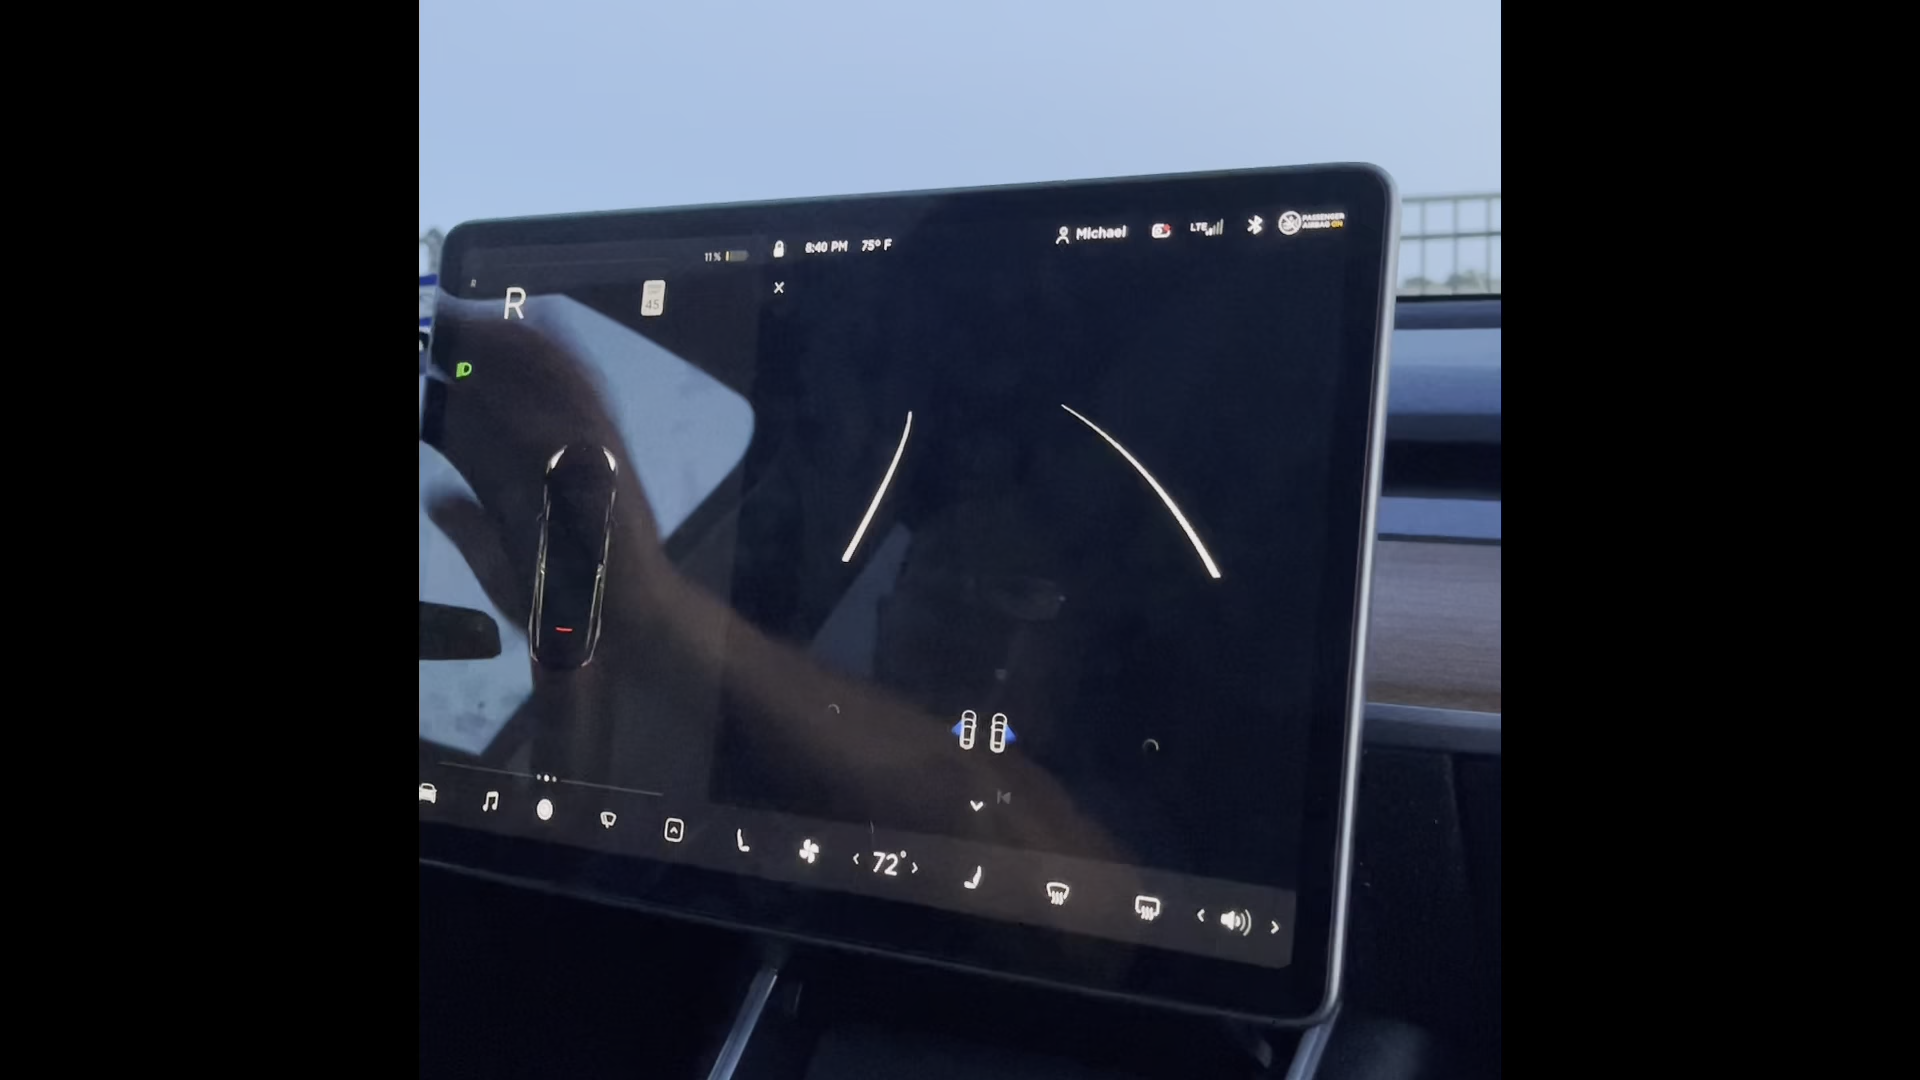 11%
8:40 PM 75° F
Michael
LTE
PASSENGER
AIRBAG ON
R
45
72°